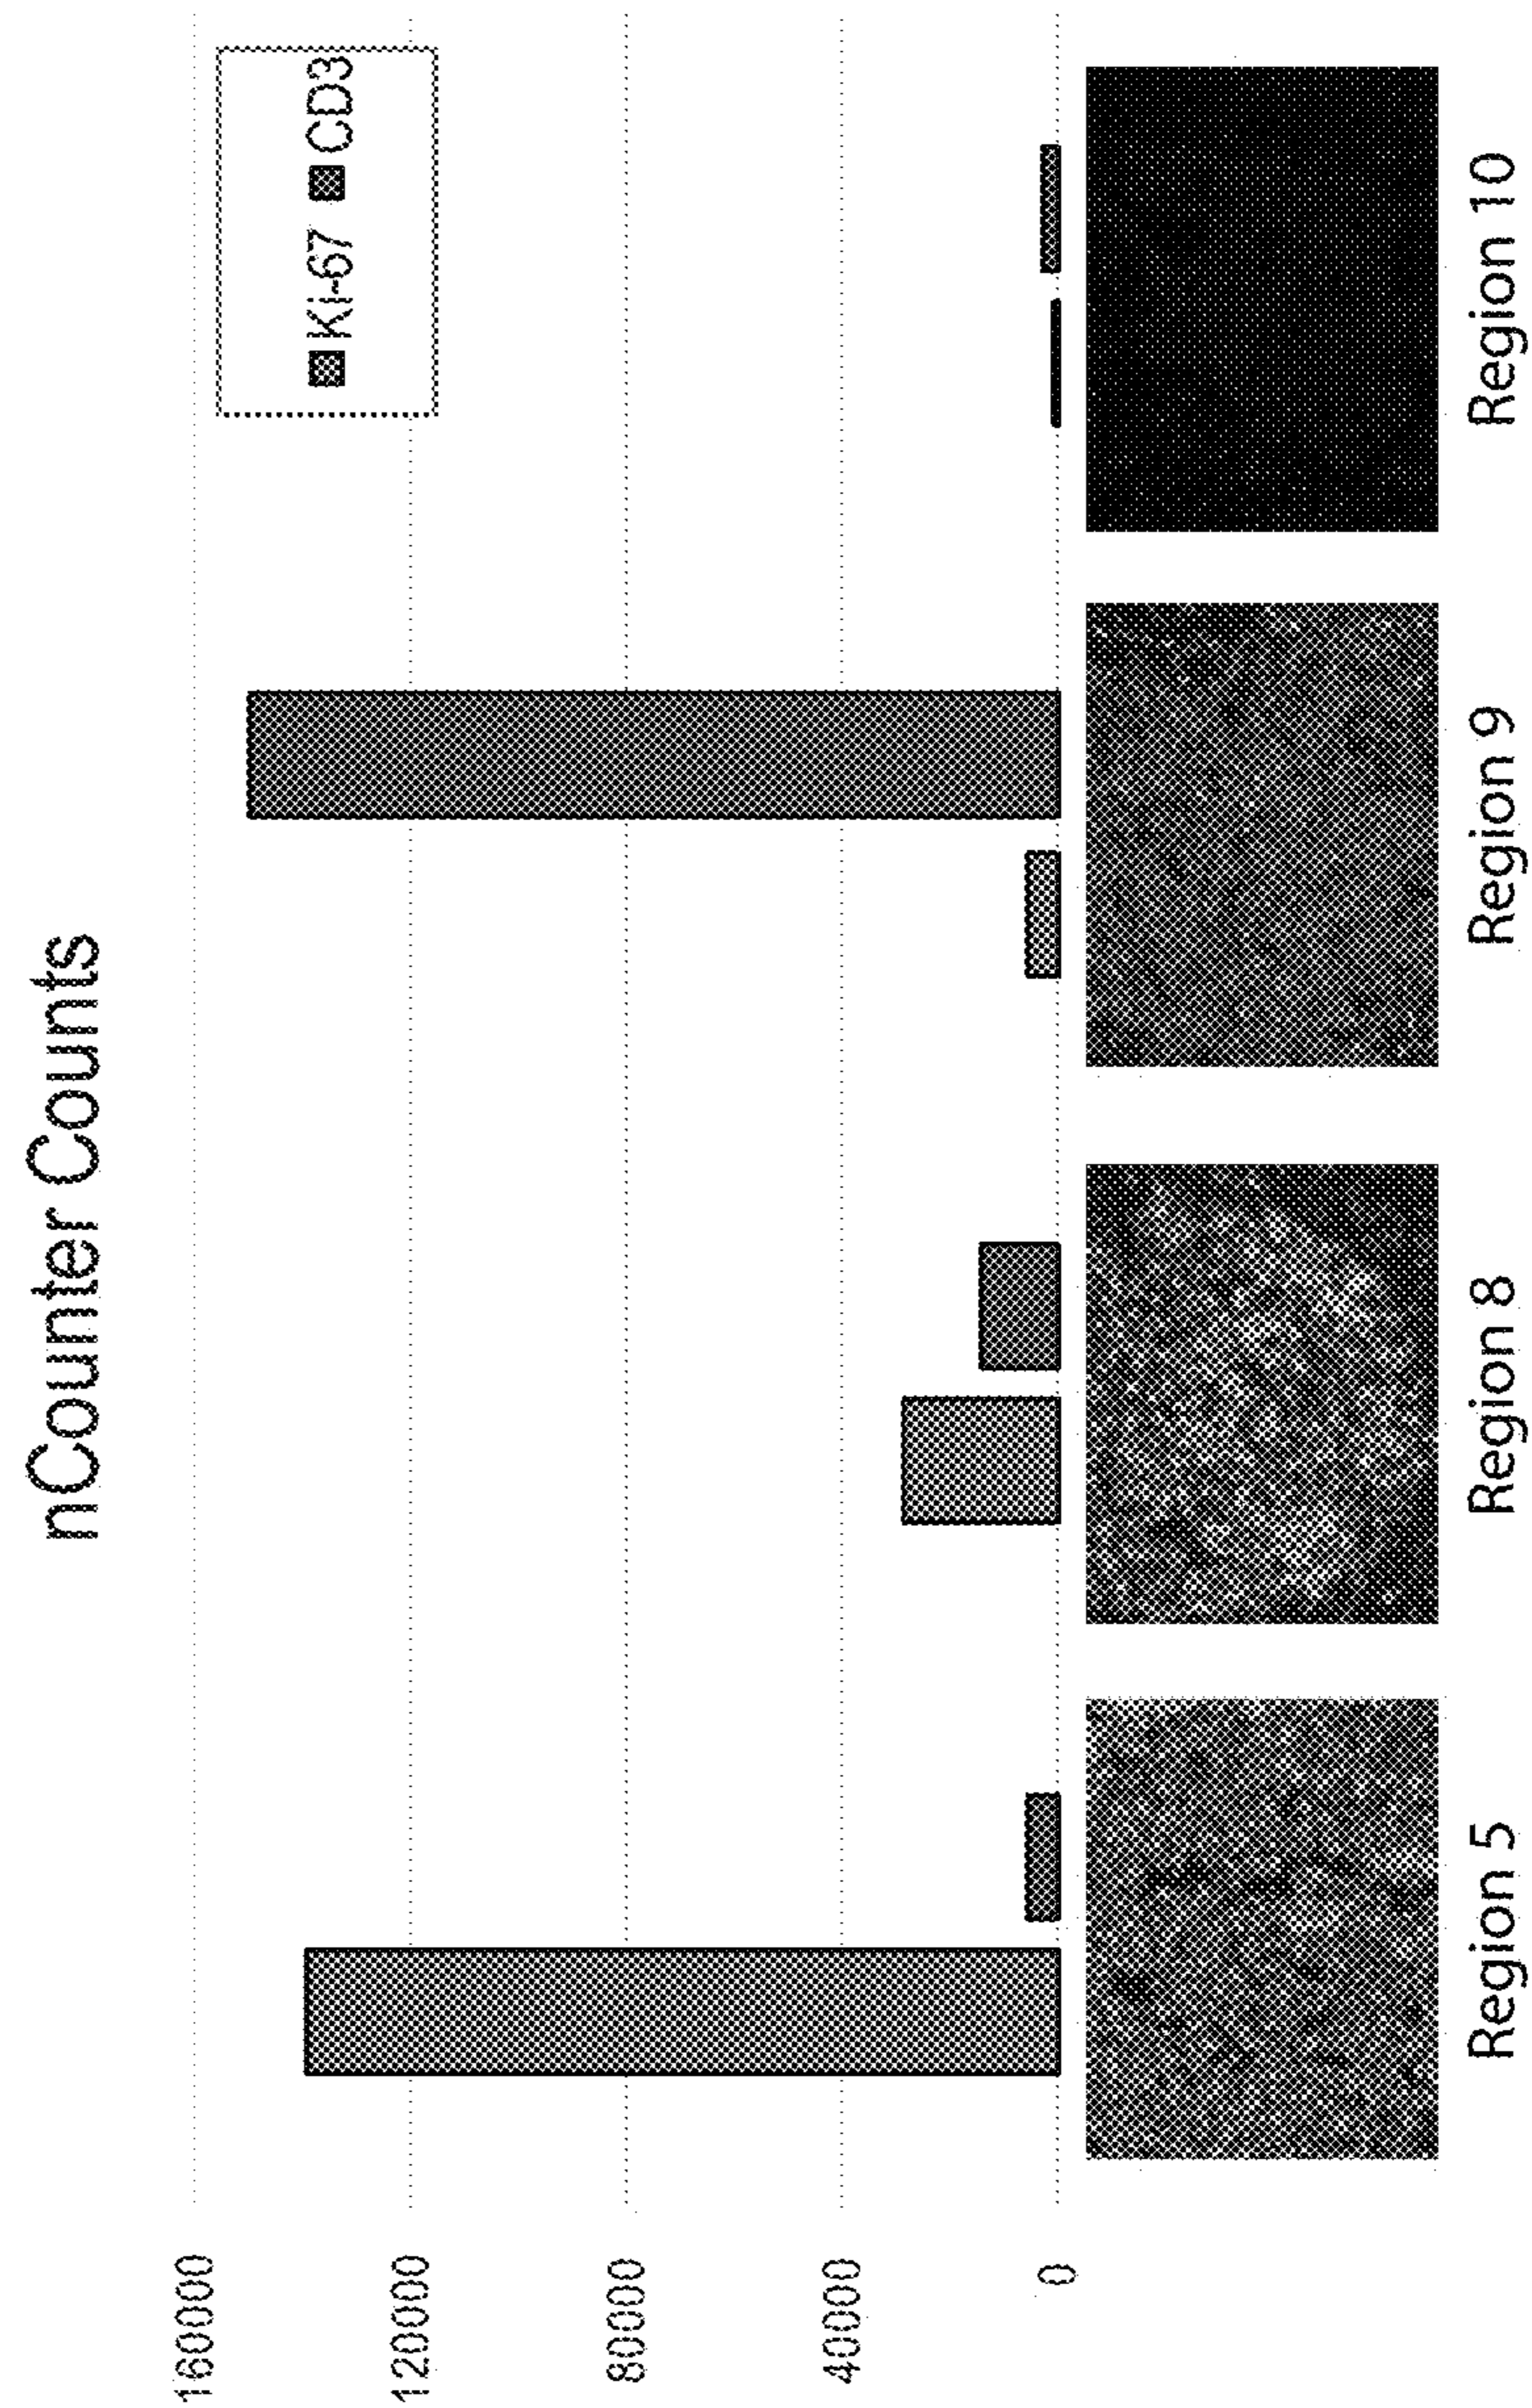 nCounter Counts
160000
120000
80000
40000
0
Ki-67 CD3
Region 5 Region 8 Region 9 Region 10